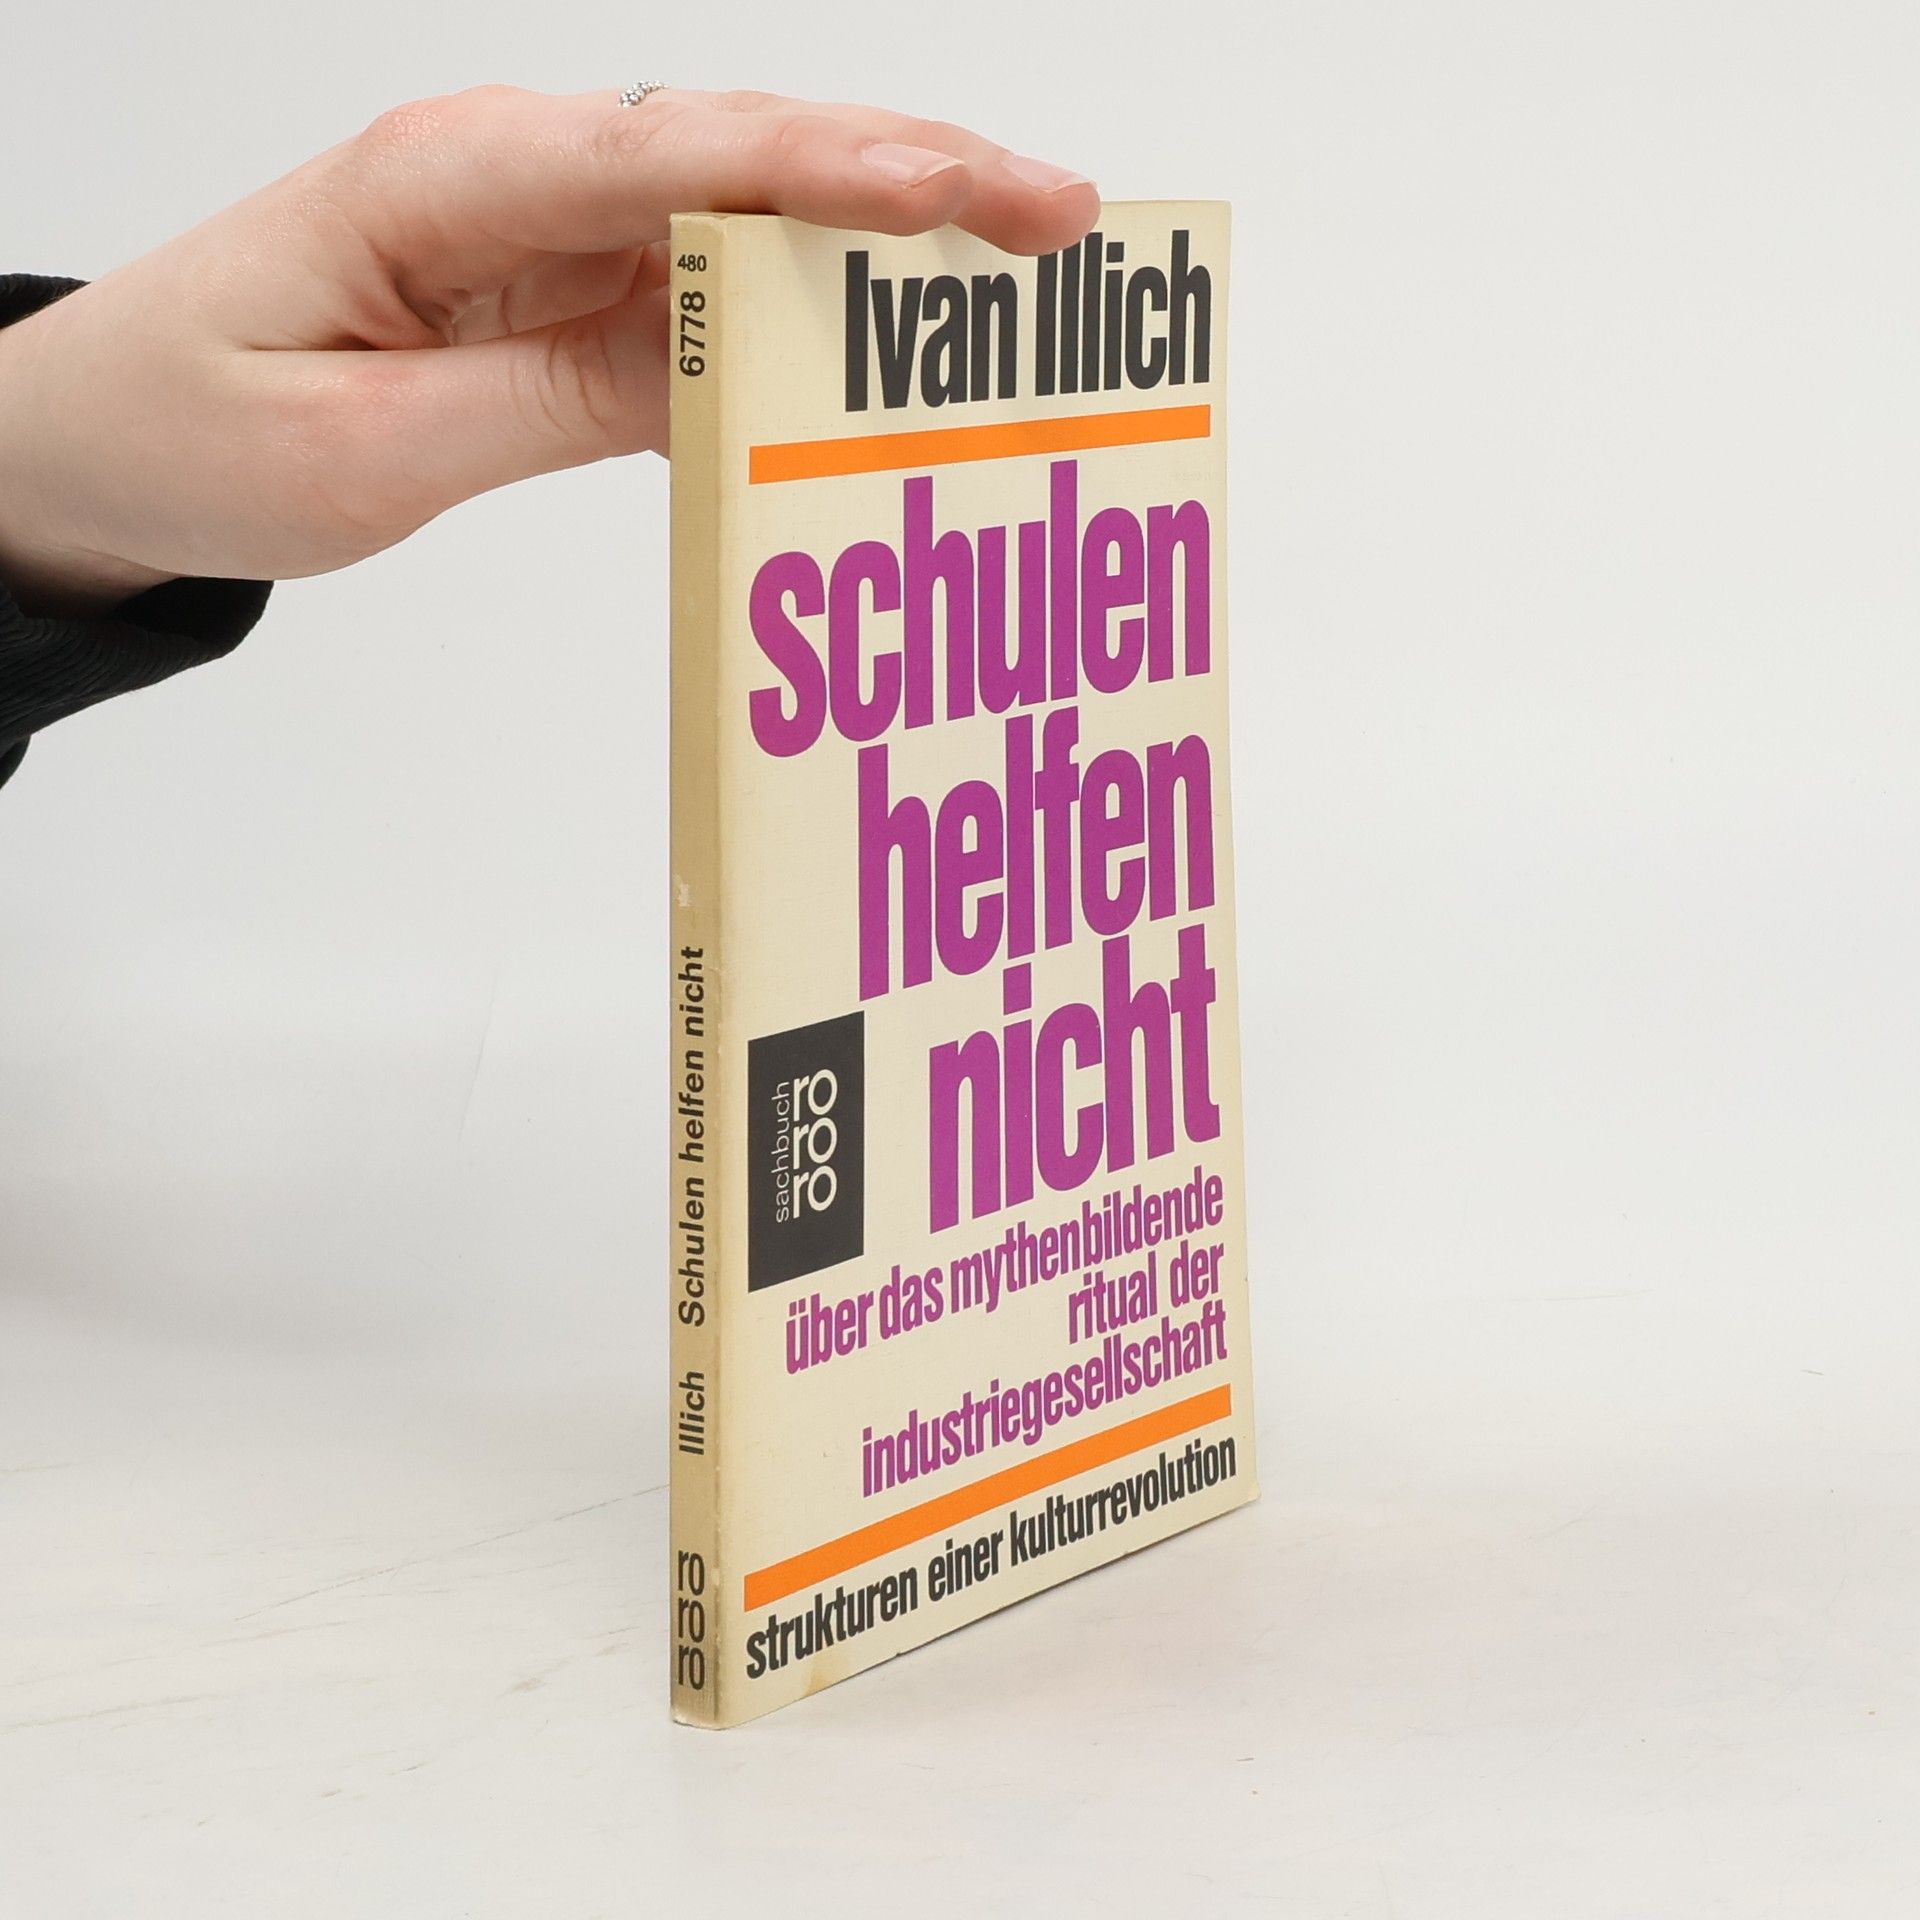 Ivan Illich
schulen
helfen
nicht
sachbuch
ro
ro
ro
über das mythenbildende
ritual der
industriegesellschaft
strukturen einer kulturrevolution
480
6778
Illich Schulen helfen nicht
ro
ro
ro